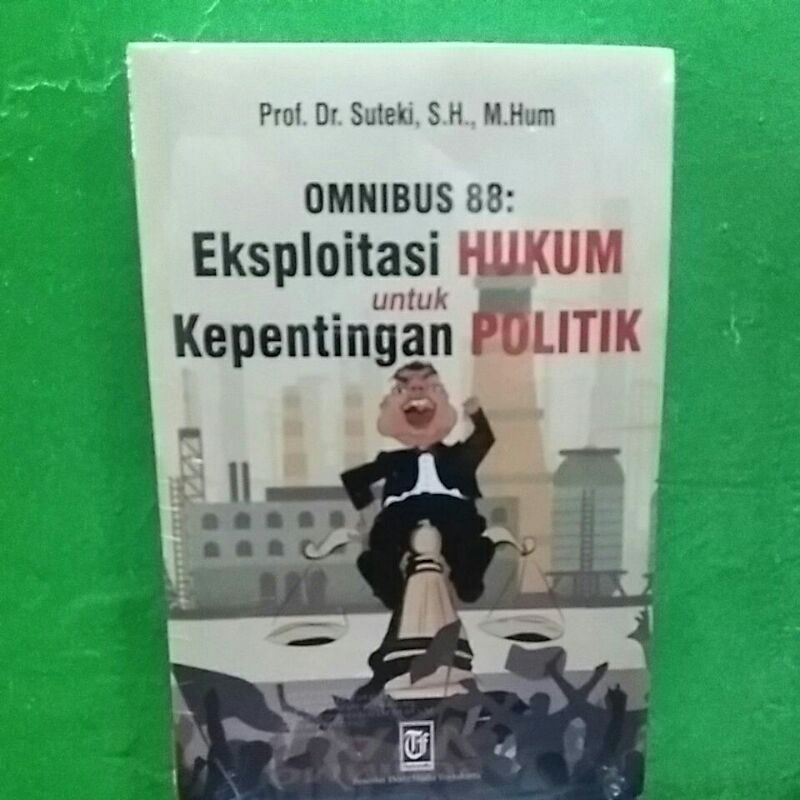 Prof. Dr. Suteki, S.H., M.Hum
OMNIBUS 88:
Eksploitasi HUKUM
untuk
Kepentingan POLITIK